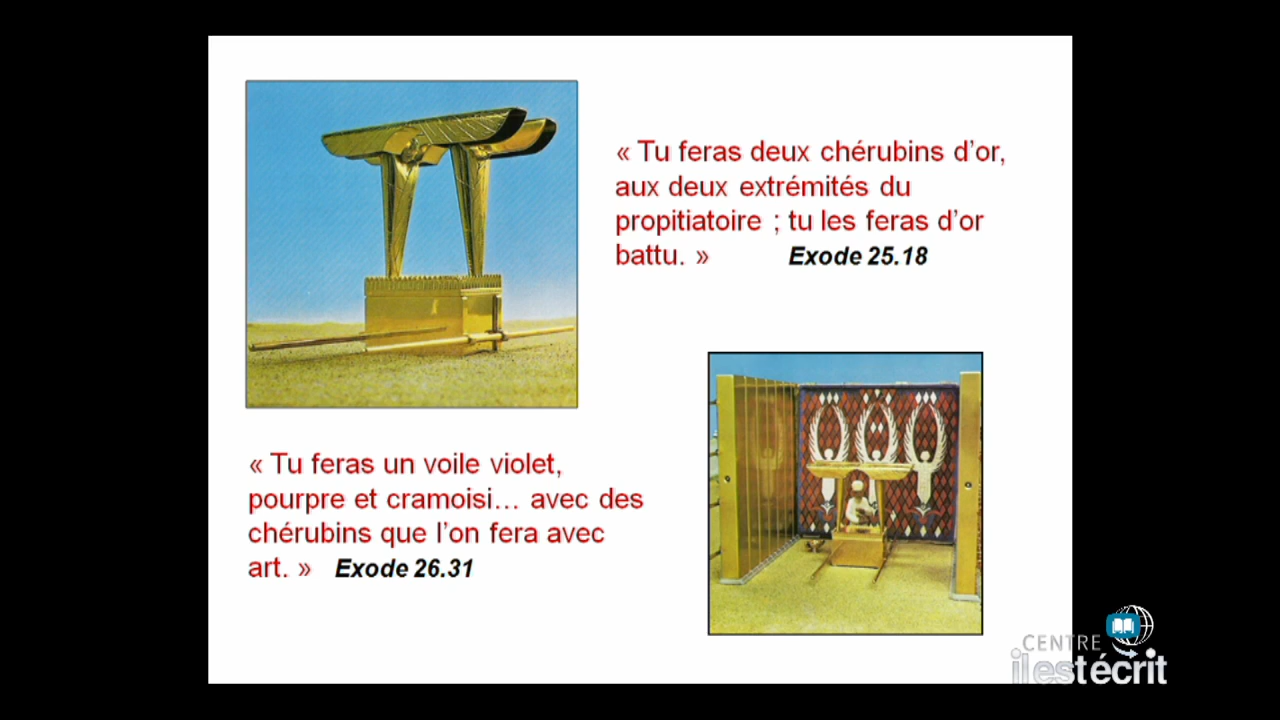 « Tu feras deux chérubins d’or,
aux deux extrémités du
propitiatoire ; tu les feras d’or
battu. » Exode 25.18
« Tu feras un voile violet,
pourpre et cramoisi… avec des
chérubins que l’on fera avec
art. » Exode 26.31
CENTRE
ilestécrit